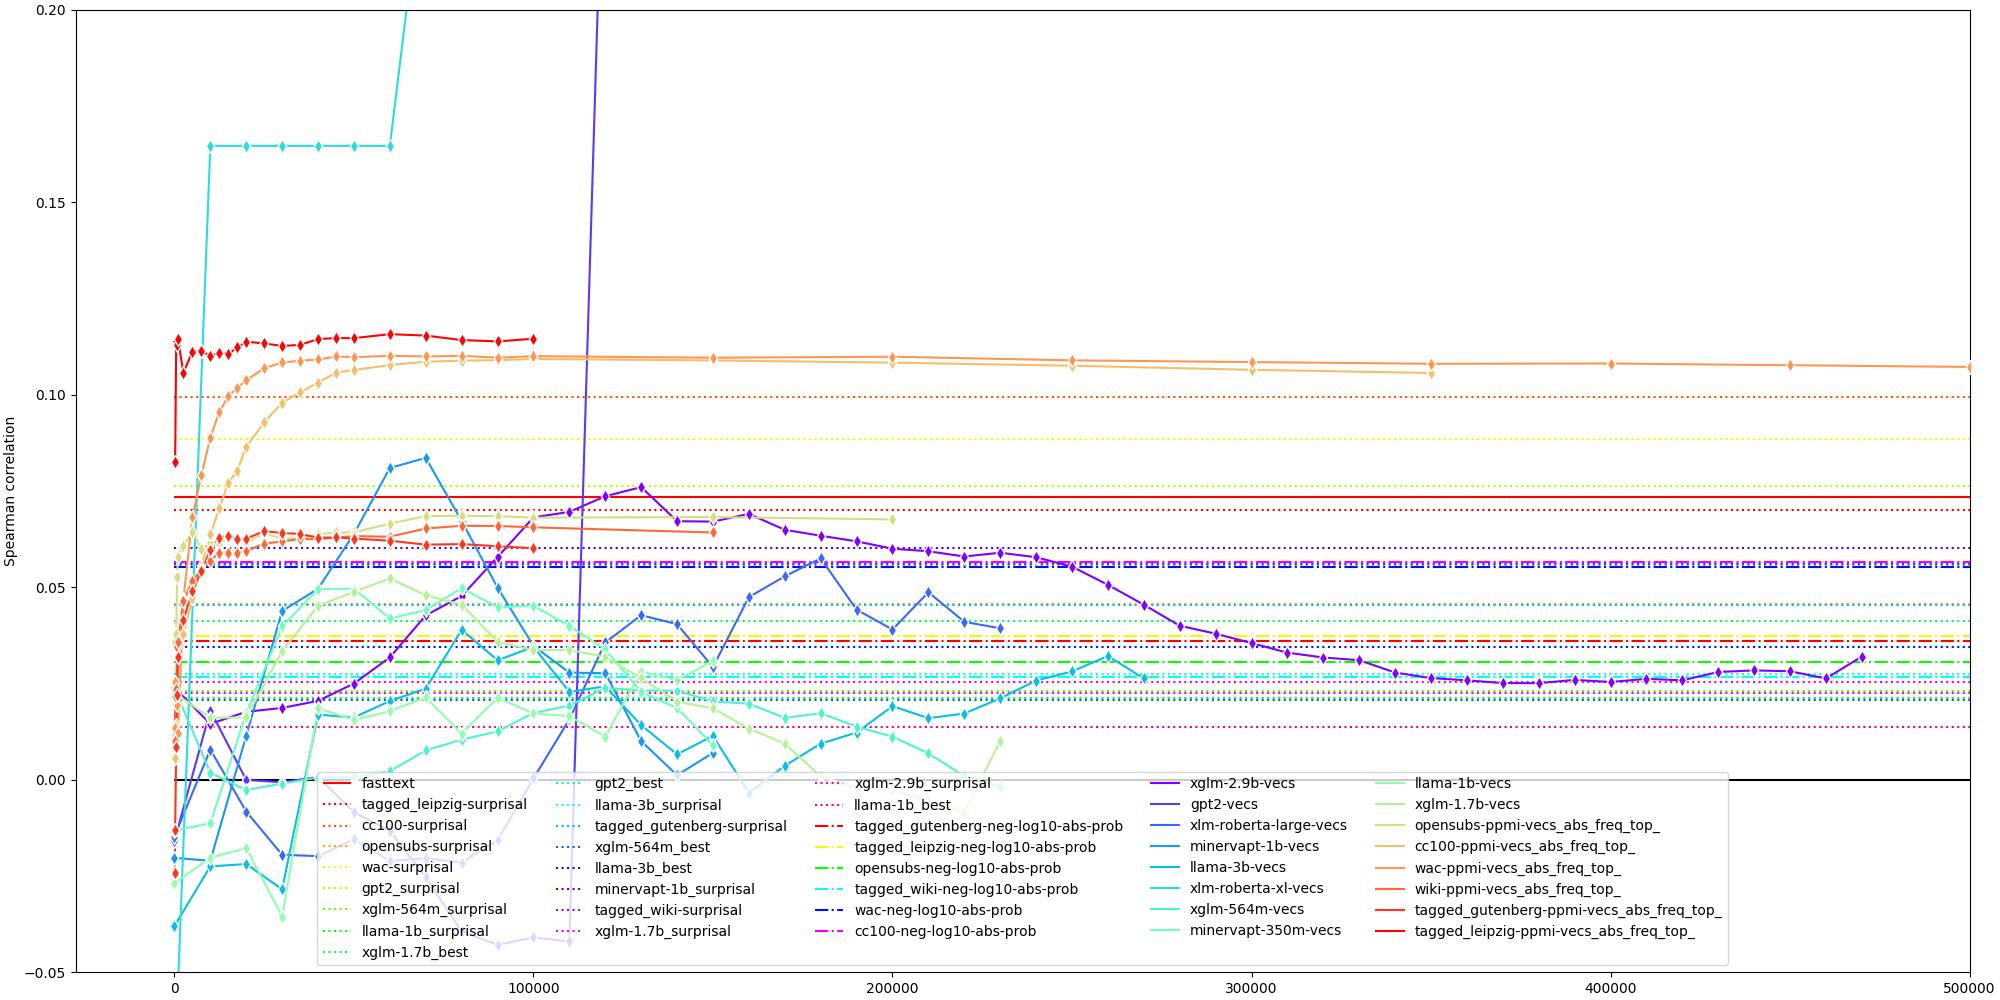 0.20
0.15
0.10
0.05
0.00
−0.05
Spearman correlation
0
100000
200000
300000
400000
500000
fasttext
tagged_leipzig-surprisal
cc100-surprisal
opensubs-surprisal
wac-surprisal
gpt2_surprisal
xglm-564m_surprisal
llama-1b_surprisal
xglm-1.7b_best
gpt2_best
llama-3b_surprisal
tagged_gutenberg-surprisal
xglm-564m_best
llama-3b_best
minervapt-1b_surprisal
tagged_wiki-surprisal
xglm-1.7b_surprisal
xglm-2.9b_surprisal
llama-1b_best
tagged_gutenberg-neg-log10-abs-prob
tagged_leipzig-neg-log10-abs-prob
opensubs-neg-log10-abs-prob
tagged_wiki-neg-log10-abs-prob
wac-neg-log10-abs-prob
cc100-neg-log10-abs-prob
xglm-2.9b-vecs
gpt2-vecs
xlm-roberta-large-vecs
minervapt-1b-vecs
llama-3b-vecs
xlm-roberta-xl-vecs
xglm-564m-vecs
minervapt-350m-vecs
llama-1b-vecs
xglm-1.7b-vecs
opensubs-ppmi-vecs_abs_freq_top_
cc100-ppmi-vecs_abs_freq_top_
wac-ppmi-vecs_abs_freq_top_
wiki-ppmi-vecs_abs_freq_top_
tagged_gutenberg-ppmi-vecs_abs_freq_top_
tagged_leipzig-ppmi-vecs_abs_freq_top_